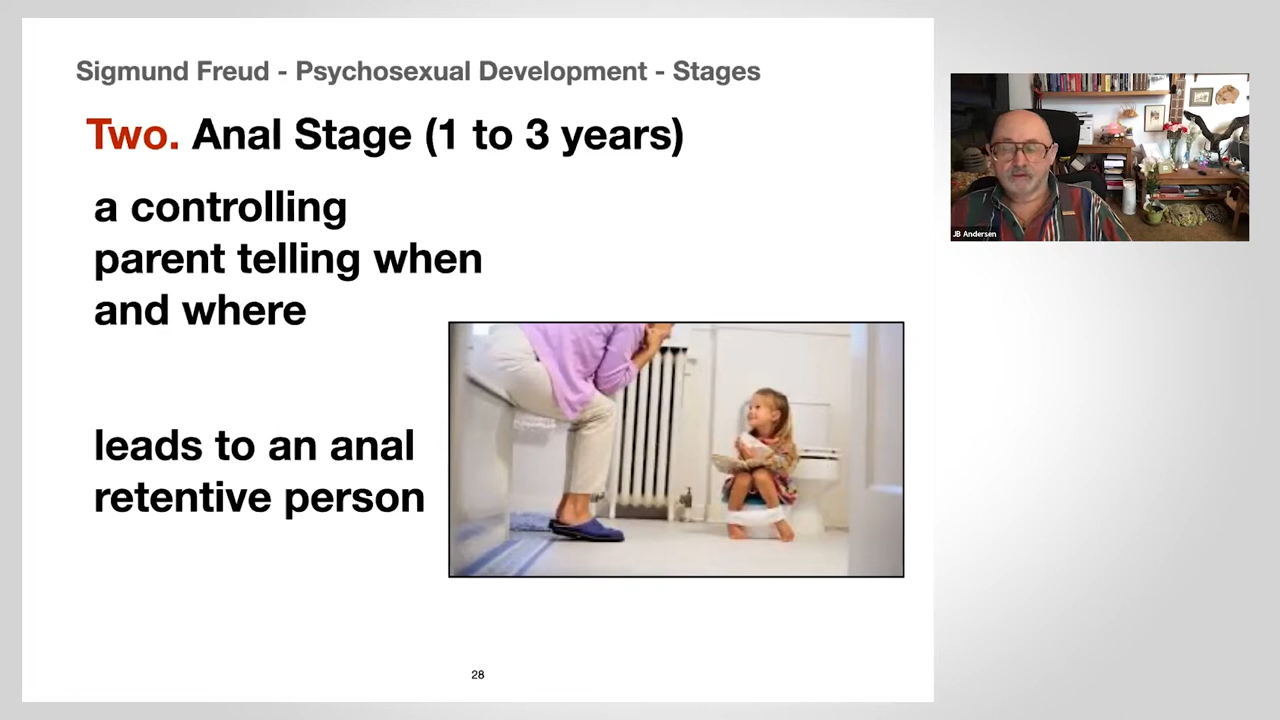 Sigmund Freud - Psychosexual Development - Stages
Two. Anal Stage (1 to 3 years)
a controlling
parent telling when
and where
leads to an anal
retentive person
28
JB Andersen